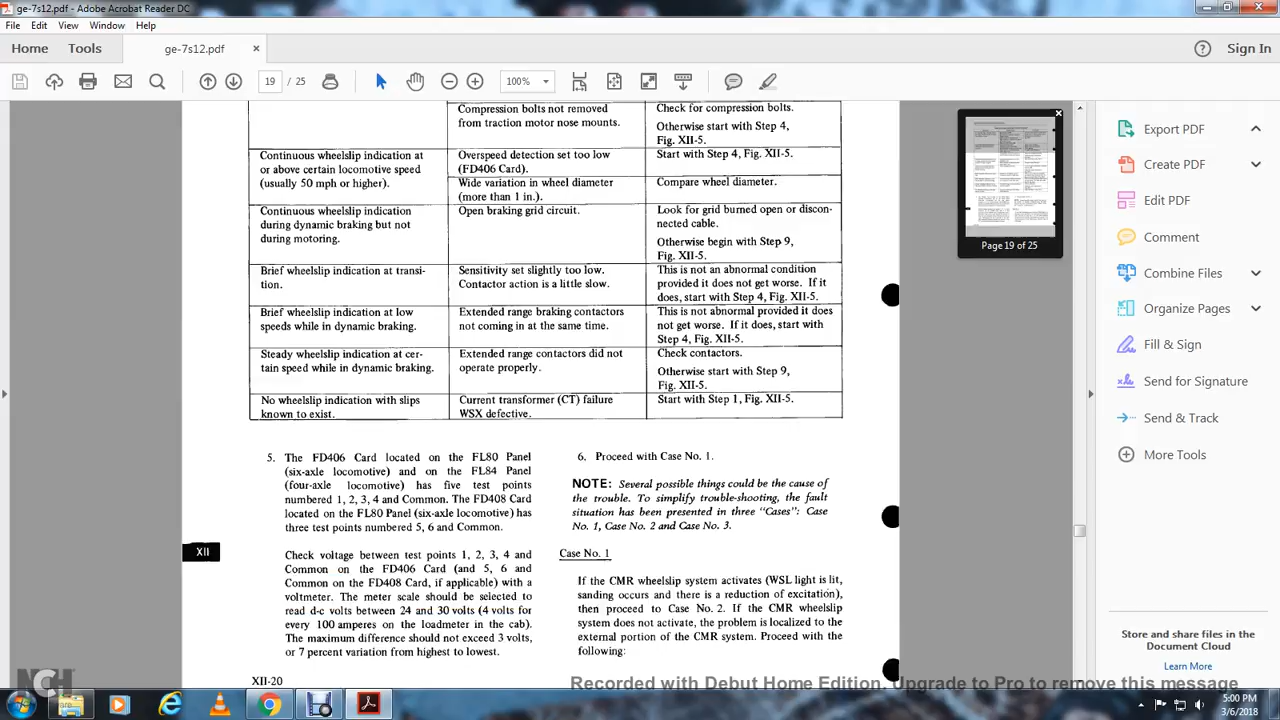 ge-7s12.pdf - Adobe Acrobat Reader DC
File Edit View Window Help
Home Tools ge-7s12.pdf × Sign In
19 / 25 100%
Compression bolts not removed
from traction motor nose mounts.
Check for compression bolts.
Otherwise start with Step 4,
Fig. XII-5.
Continuous wheelslip indication at
or above certain locomotive speed
(usually 50 mph or higher).
Overspeed detection set too low
(FD406 Card).
Start with Step 4, Fig. XII-5.
Wide variation in wheel diameter
(more than 1 in.).
Compare wheel diameter.
Continuous wheelslip indication
during dynamic braking but not
during motoring.
Open braking grid circuit.
Look for grid burned open or discon-
nected cable.
Otherwise begin with Step 9,
Fig. XII-5.
Brief wheelslip indication at transi-
tion.
Sensitivity set slightly too low.
Contactor action is a little slow.
This is not an abnormal condition
provided it does not get worse. If it
does, start with Step 4, Fig. XII-5.
Brief wheelslip indication at low
speeds while in dynamic braking.
Extended range braking contactors
not coming in at the same time.
This is not abnormal provided it does
not get worse. If it does, start with
Step 4, Fig. XII-5.
Steady wheelslip indication at cer-
tain speed while in dynamic braking.
Extended range contactors did not
operate properly.
Check contactors.
Otherwise start with Step 9,
Fig. XII-5.
No wheelslip indication with slips
known to exist.
Current transformer (CT) failure
WSX defective.
Start with Step 1, Fig. XII-5.
5. The FD406 Card located on the FL80 Panel
(six-axle locomotive) and on the FL84 Panel
(four-axle locomotive) has five test points
numbered 1, 2, 3, 4 and Common. The FD408 Card
located on the FL80 Panel (six-axle locomotive) has
three test points numbered 5, 6 and Common.
XII
Check voltage between test points 1, 2, 3, 4 and
Common on the FD406 Card (and 5, 6 and
Common on the FD408 Card, if applicable) with a
voltmeter. The meter scale should be selected to
read d-c volts between 24 and 30 volts (4 volts for
every 100 amperes on the loadmeter in the cab).
The maximum difference should not exceed 3 volts,
or 7 percent variation from highest to lowest.
XII-20
6. Proceed with Case No. 1.
NOTE: Several possible things could be the cause of
the trouble. To simplify trouble-shooting, the fault
situation has been presented in three "Cases": Case
No. 1, Case No. 2 and Case No. 3.
Case No. 1
If the CMR wheelslip system activates (WSL light is lit,
sanding occurs and there is a reduction of excitation),
then proceed to Case No. 2. If the CMR wheelslip
system does not activate, the problem is localized to the
external portion of the CMR system. Proceed with the
following:
Page 19 of 25
Export PDF
Create PDF
Edit PDF
Comment
Combine Files
Organize Pages
Fill & Sign
Send for Signature
Send & Track
More Tools
Store and share files in the
Document Cloud
Learn More
NCH
Recorded with Debut Home Edition. Upgrade to Pro to remove this message
5:00 PM
3/6/2018